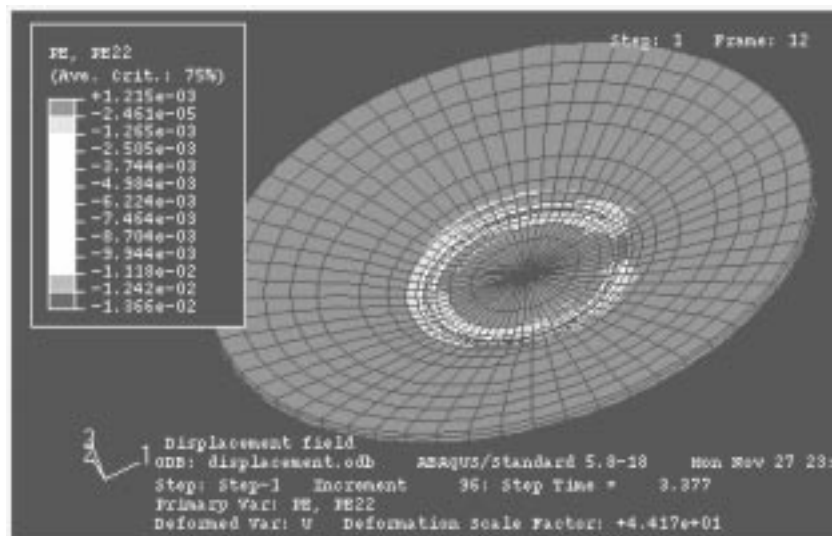 PE, PE22
(Ave. Crit.: 75%)
+1.215e-03
-2.461e-05
-1.265e-03
-2.505e-03
-3.744e-03
-4.984e-03
-6.224e-03
-7.464e-03
-8.704e-03
-9.944e-03
-1.118e-02
-1.242e-02
-1.366e-02
Step: 1 Frame: 12
3
2
1
Displacement field
ODB: displacement.odb ABAQUS/Standard 5.8-18 Mon Nov 27 23:
Step: Step-1 Increment 96: Step Time = 3.377
Primary Var: PE, PE22
Deformed Var: U Deformation Scale Factor: +4.417e+01